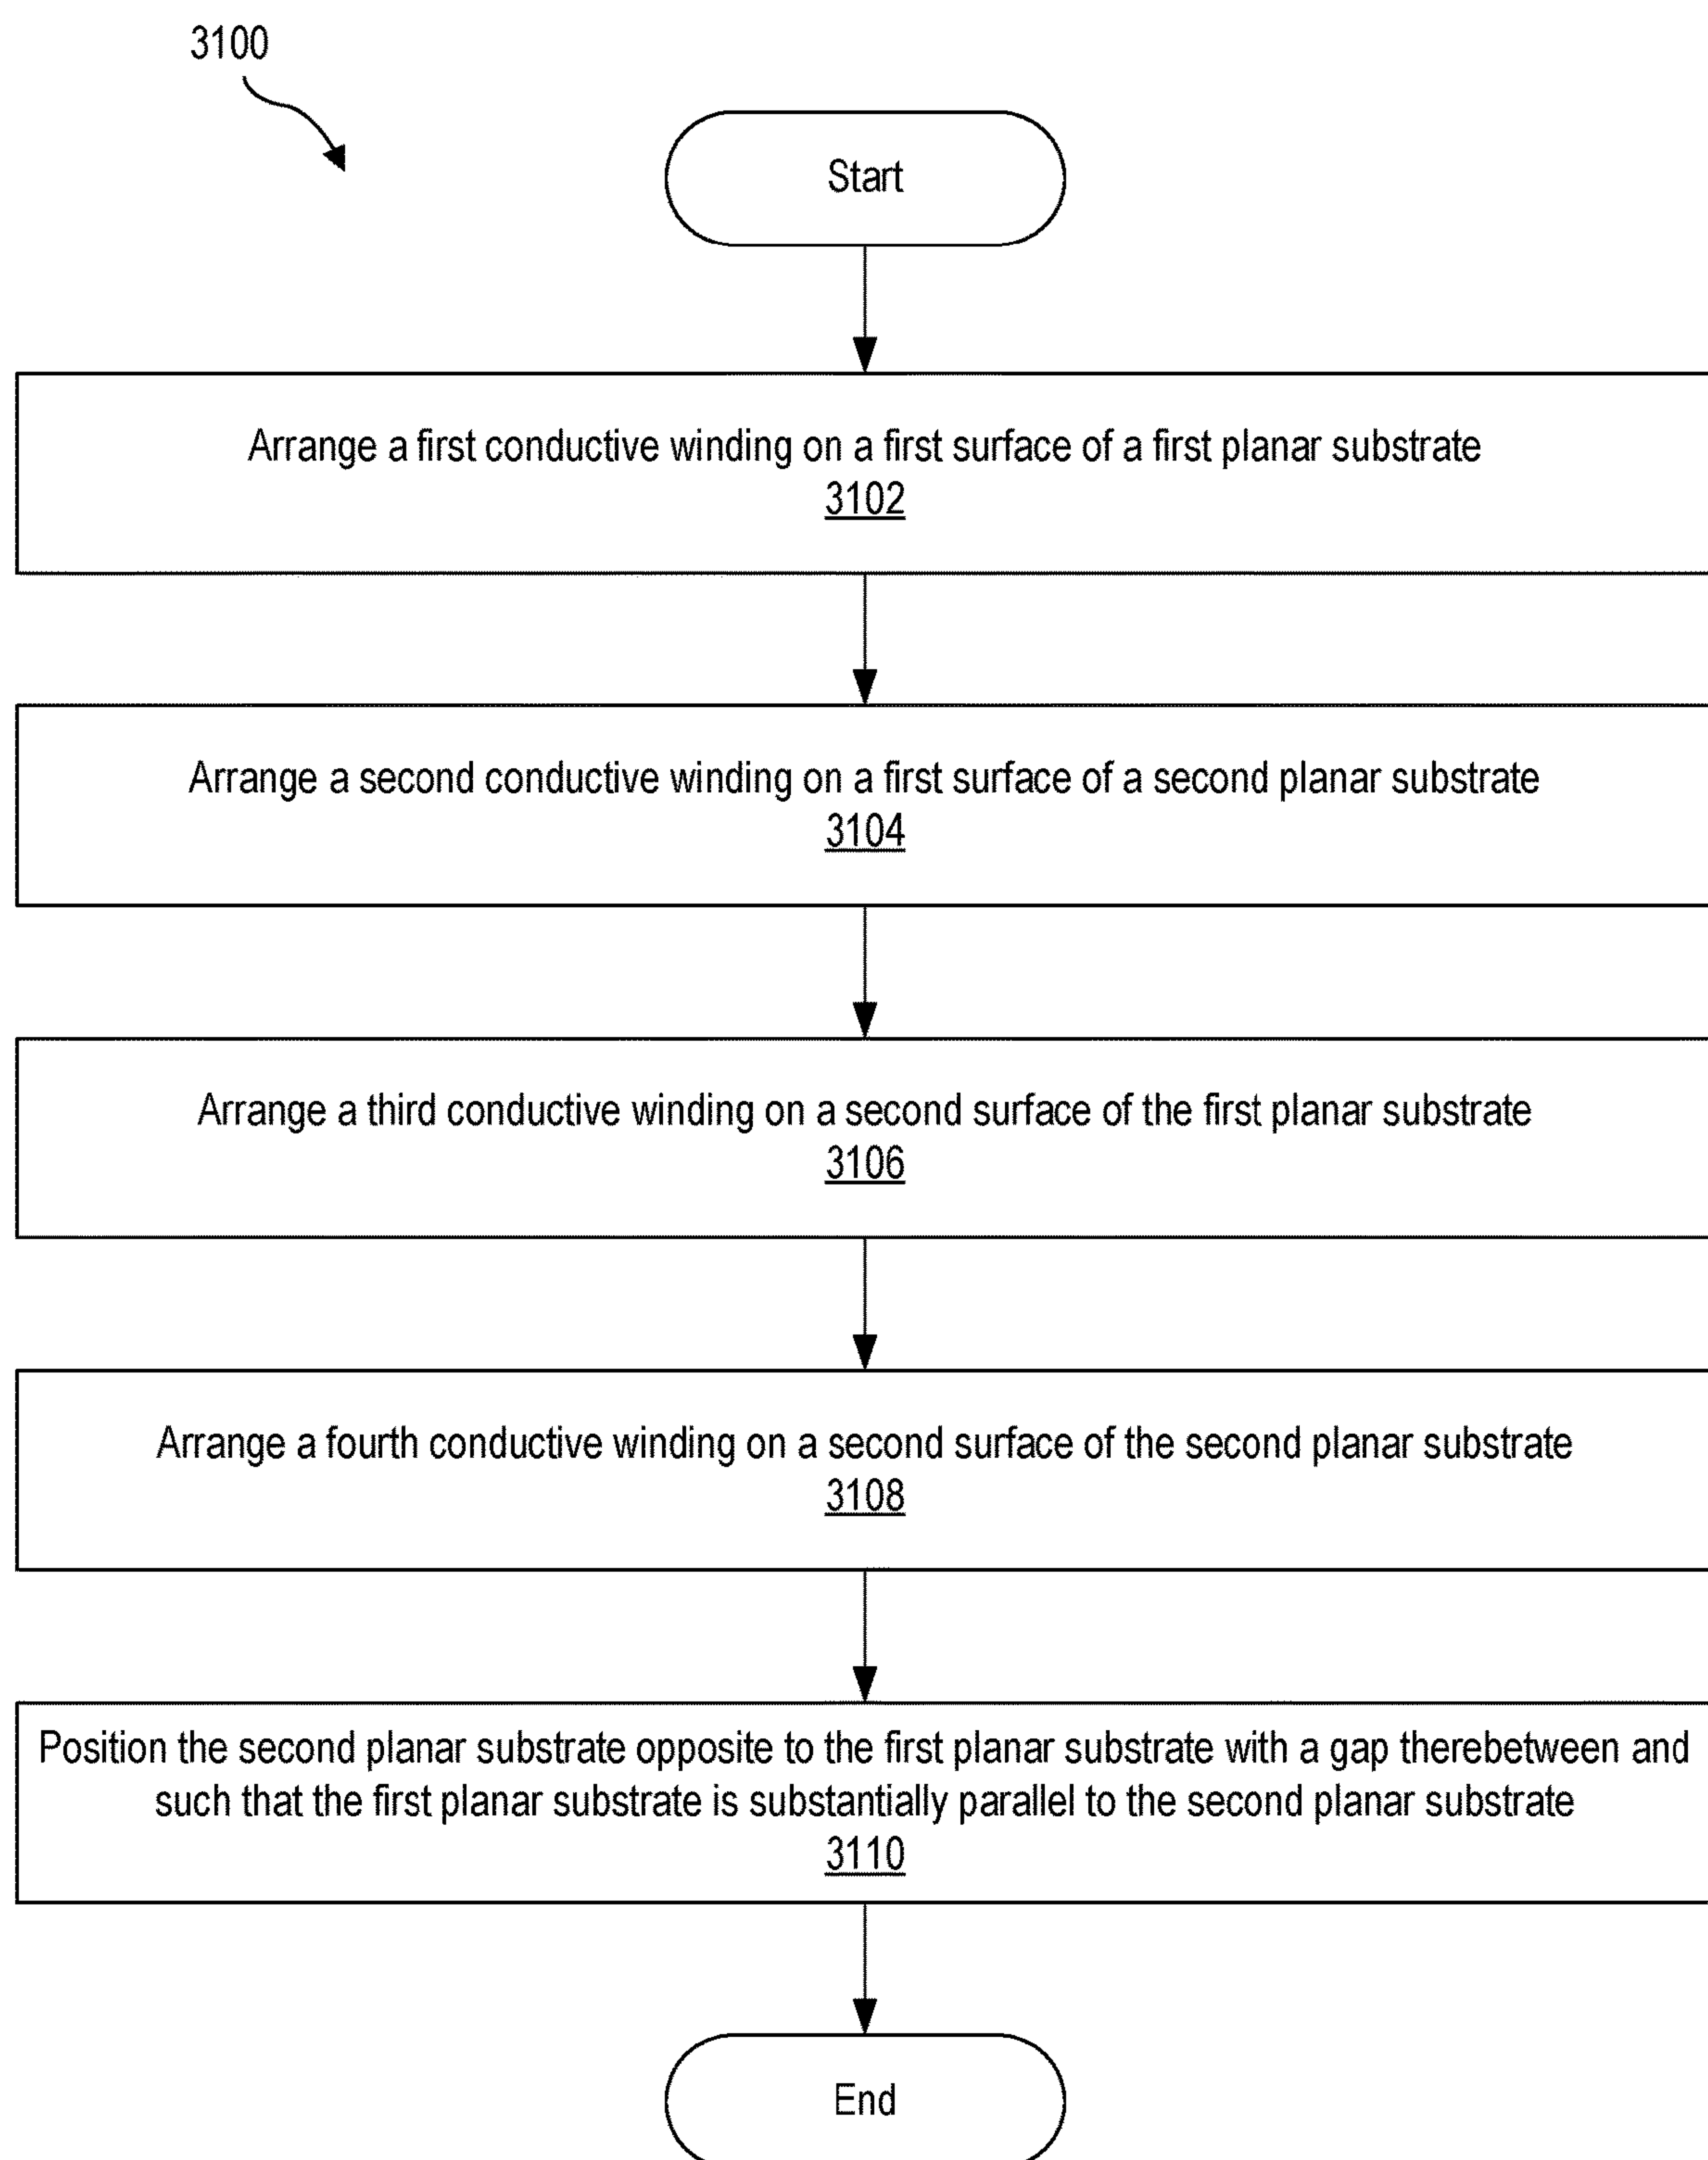 3100
Start
Arrange a first conductive winding on a first surface of a first planar substrate
3102
Arrange a second conductive winding on a first surface of a second planar substrate
3104
Arrange a third conductive winding on a second surface of the first planar substrate
3106
Arrange a fourth conductive winding on a second surface of the second planar substrate
3108
Position the second planar substrate opposite to the first planar substrate with a gap therebetween and
such that the first planar substrate is substantially parallel to the second planar substrate
3110
End